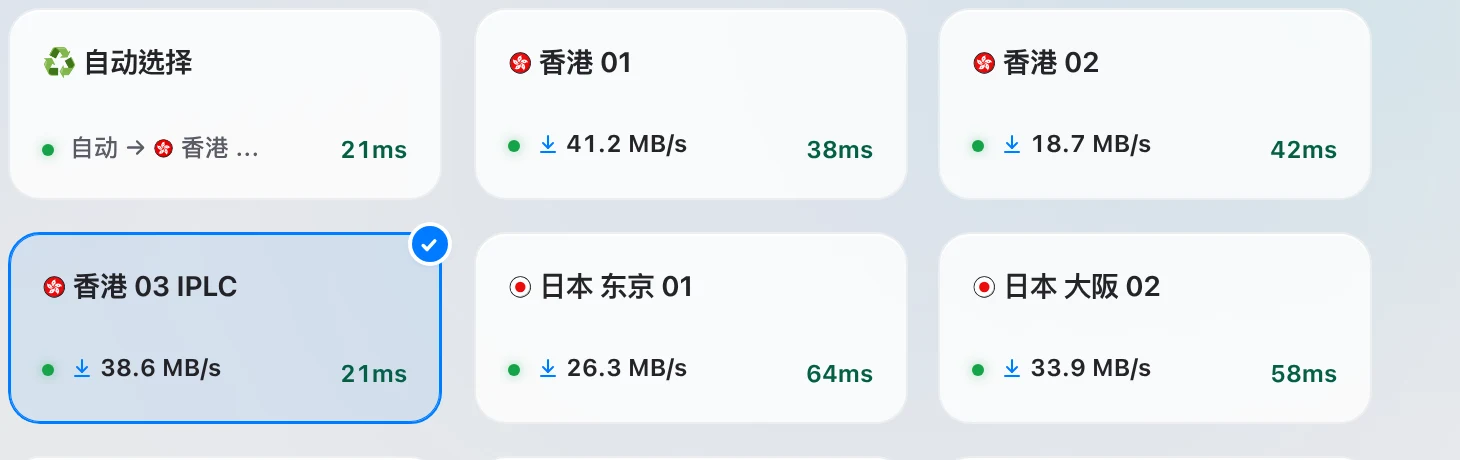 ♻️ 自动选择
自动 → 🇭🇰 香港 ...
21ms
🇭🇰 香港 01
41.2 MB/s
38ms
🇭🇰 香港 02
18.7 MB/s
42ms
🇭🇰 香港 03 IPLC
38.6 MB/s
21ms
🇯🇵 日本 东京 01
26.3 MB/s
64ms
🇯🇵 日本 大阪 02
33.9 MB/s
58ms